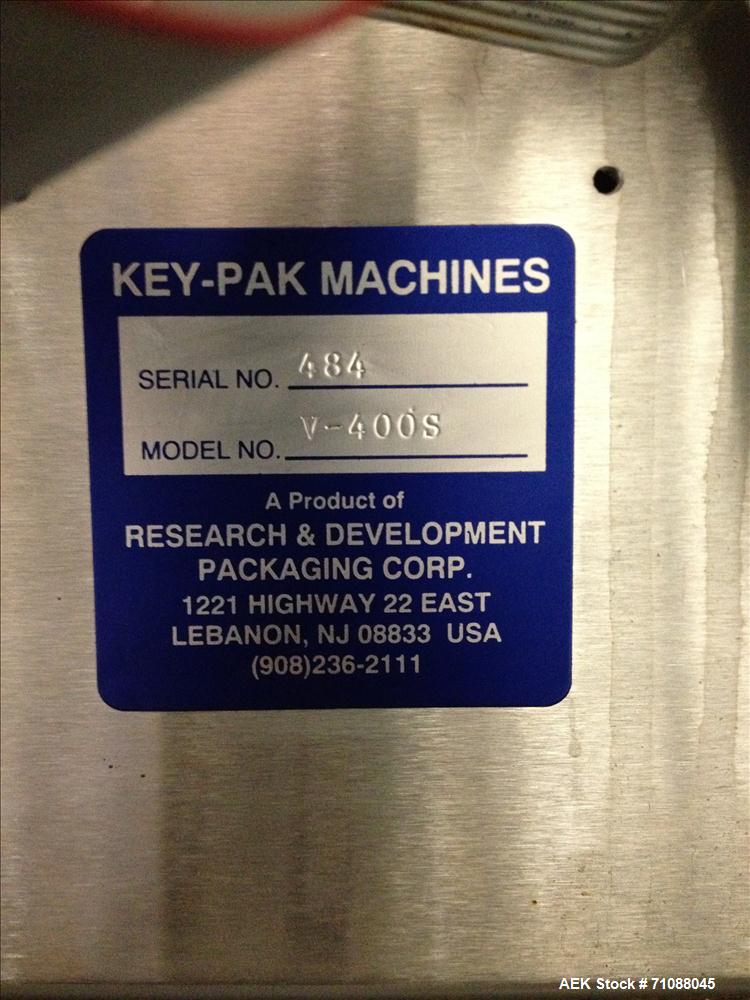 KEY-PAK MACHINES
SERIAL NO. 484
MODEL NO. V-400S
A Product of
RESEARCH & DEVELOPMENT
PACKAGING CORP.
1221 HIGHWAY 22 EAST
LEBANON, NJ 08833 USA
(908)236-2111
AEK Stock # 71088045